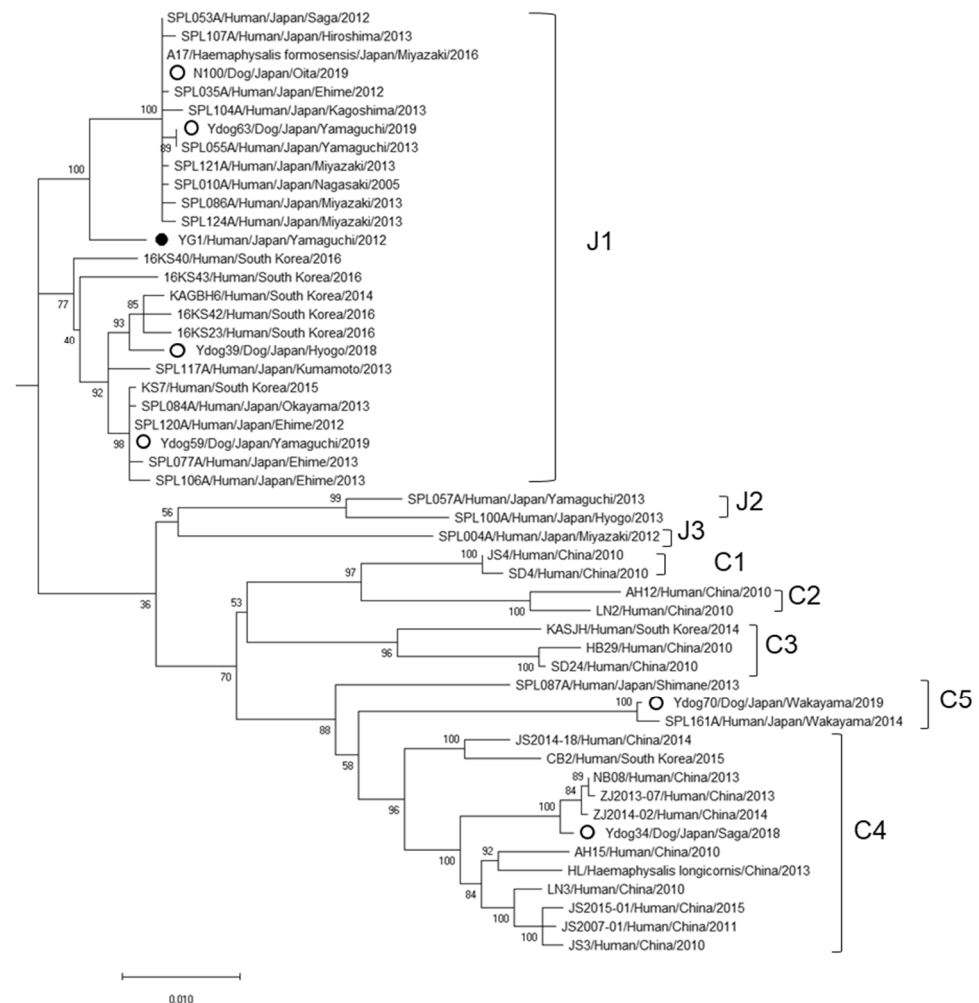 SPL053A/Human/Japan/Saga/2012
SPL107A/Human/Japan/Hiroshima/2013
A17/Haemaphysalis formosensis/Japan/Miyazaki/2016
N100/Dog/Japan/Oita/2019
SPL035A/Human/Japan/Ehime/2012
100 SPL104A/Human/Japan/Kagoshima/2013
Ydog63/Dog/Japan/Yamaguchi/2019
89 SPL055A/Human/Japan/Yamaguchi/2013
100 SPL121A/Human/Japan/Miyazaki/2013
SPL010A/Human/Japan/Nagasaki/2005
SPL086A/Human/Japan/Miyazaki/2013
SPL124A/Human/Japan/Miyazaki/2013
YG1/Human/Japan/Yamaguchi/2012 J1
16KS40/Human/South Korea/2016
16KS43/Human/South Korea/2016
77 85 KAGBH6/Human/South Korea/2014
93 16KS42/Human/South Korea/2016
40 16KS23/Human/South Korea/2016
Ydog39/Dog/Japan/Hyogo/2018
SPL117A/Human/Japan/Kumamoto/2013
92 KS7/Human/South Korea/2015
SPL084A/Human/Japan/Okayama/2013
SPL120A/Human/Japan/Ehime/2012
98 Ydog59/Dog/Japan/Yamaguchi/2019
SPL077A/Human/Japan/Ehime/2013
SPL106A/Human/Japan/Ehime/2013
99 SPL057A/Human/Japan/Yamaguchi/2013 J2
56 SPL100A/Human/Japan/Hyogo/2013
SPL004A/Human/Japan/Miyazaki/2012 J3
100 JS4/Human/China/2010 C1
97 SD4/Human/China/2010
AH12/Human/China/2010 C2
36 53 100 LN2/Human/China/2010
KASJH/Human/South Korea/2014 C3
96 HB29/Human/China/2010
100 SD24/Human/China/2010
70 SPL087A/Human/Japan/Shimane/2013
100 Ydog70/Dog/Japan/Wakayama/2019 C5
88 SPL161A/Human/Japan/Wakayama/2014
100 JS2014-18/Human/China/2014
58 CB2/Human/South Korea/2015
89 NB08/Human/China/2013
84 ZJ2013-07/Human/China/2013
96 100 ZJ2014-02/Human/China/2014
Ydog34/Dog/Japan/Saga/2018 C4
100 92 AH15/Human/China/2010
HL/Haemaphysalis longicornis/China/2013
84 LN3/Human/China/2010
100 JS2015-01/Human/China/2015
JS2007-01/Human/China/2011
100 JS3/Human/China/2010
0.010